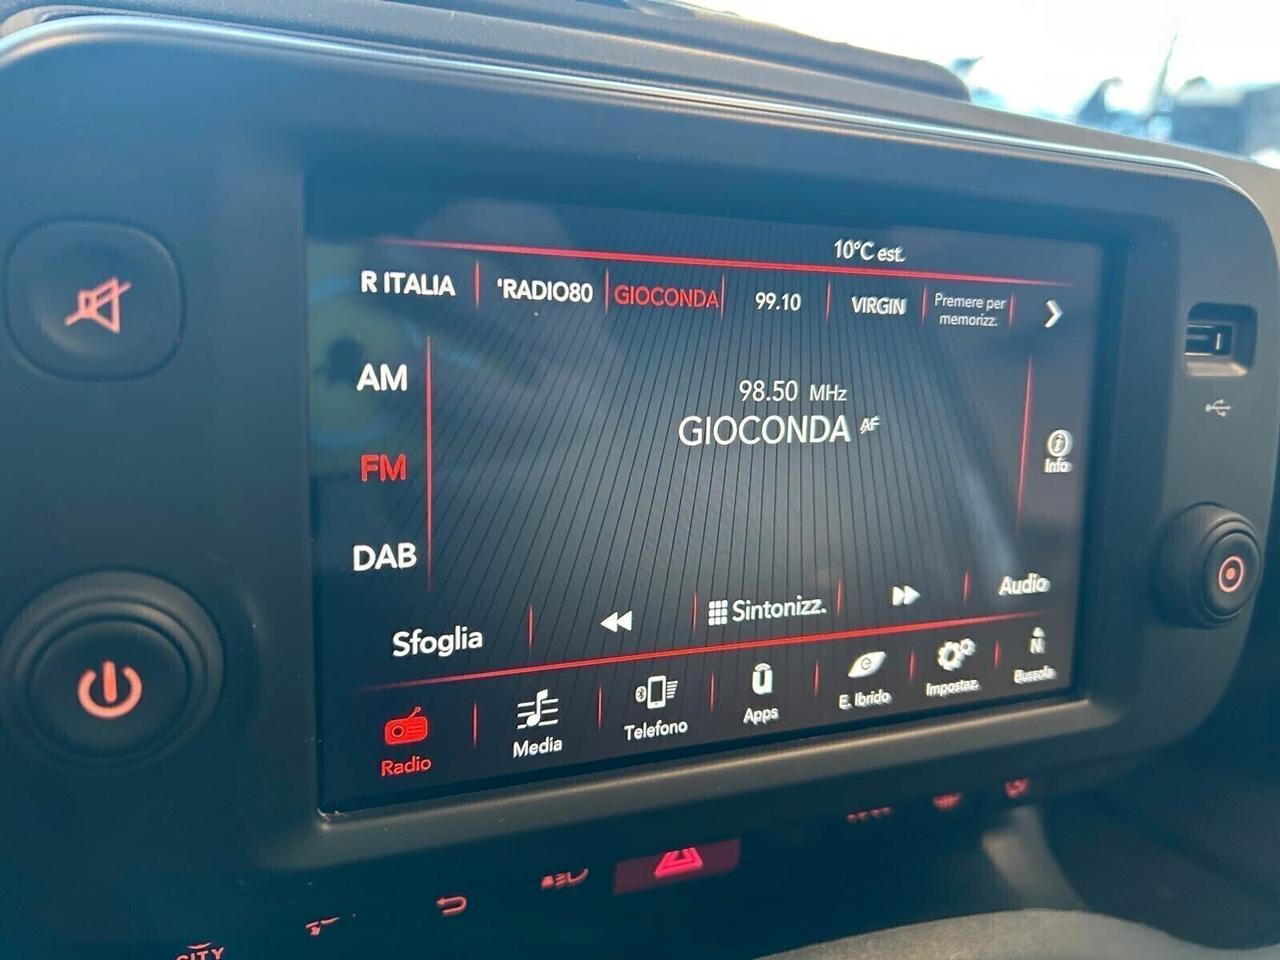 10°C est.
R ITALIA 'RADIO80 GIOCONDA 99.10 VIRGIN Premere per
memorizz.
AM
98.50 MHz
GIOCONDA AF
FM
Info
DAB
Sfoglia Sintonizz. Audio
Radio Media Telefono Apps E. Ibrido Impostaz. Bussola
N
CITY